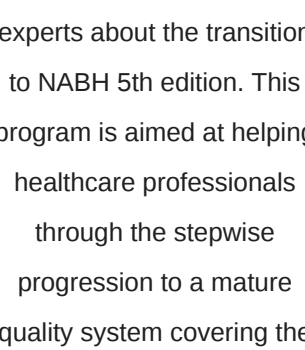 experts about the transition
to NABH 5th edition. This
program is aimed at helping
healthcare professionals
through the stepwise
progression to a mature
quality system covering the